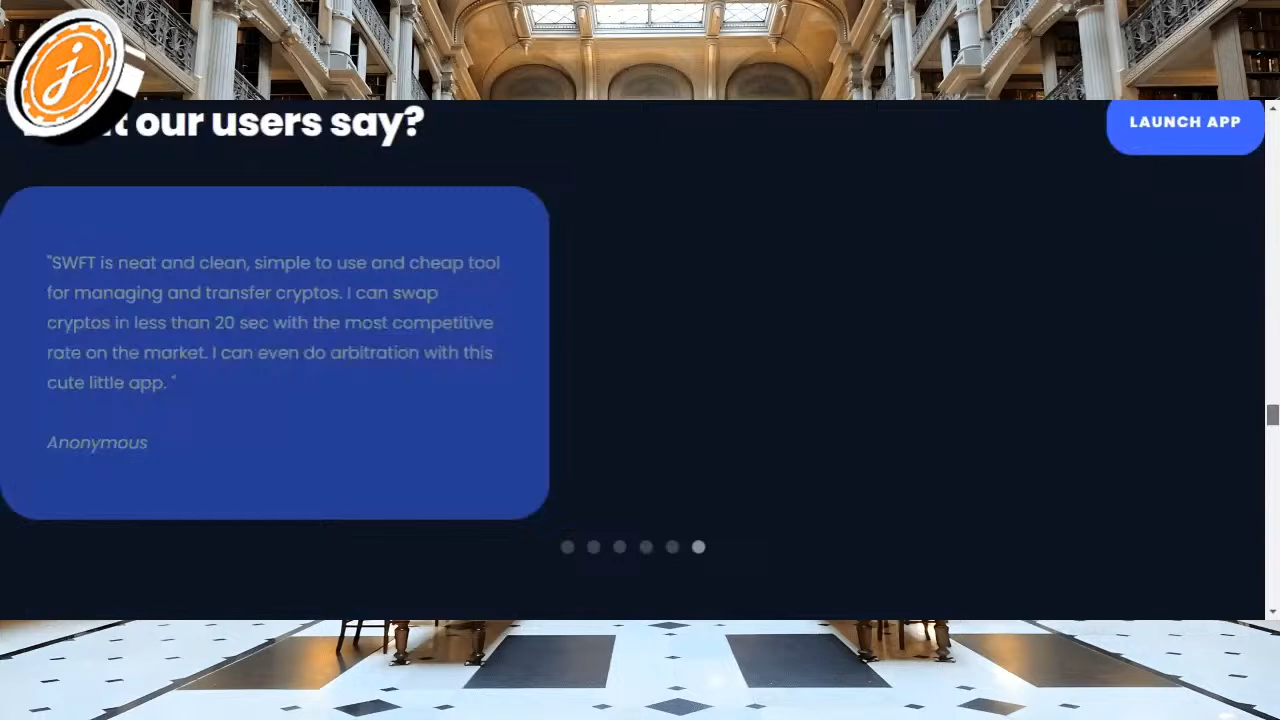 t our users say?
LAUNCH APP
"SWFT is neat and clean, simple to use and cheap tool
for managing and transfer cryptos. I can swap
cryptos in less than 20 sec with the most competitive
rate on the market. I can even do arbitration with this
cute little app. "
Anonymous
j